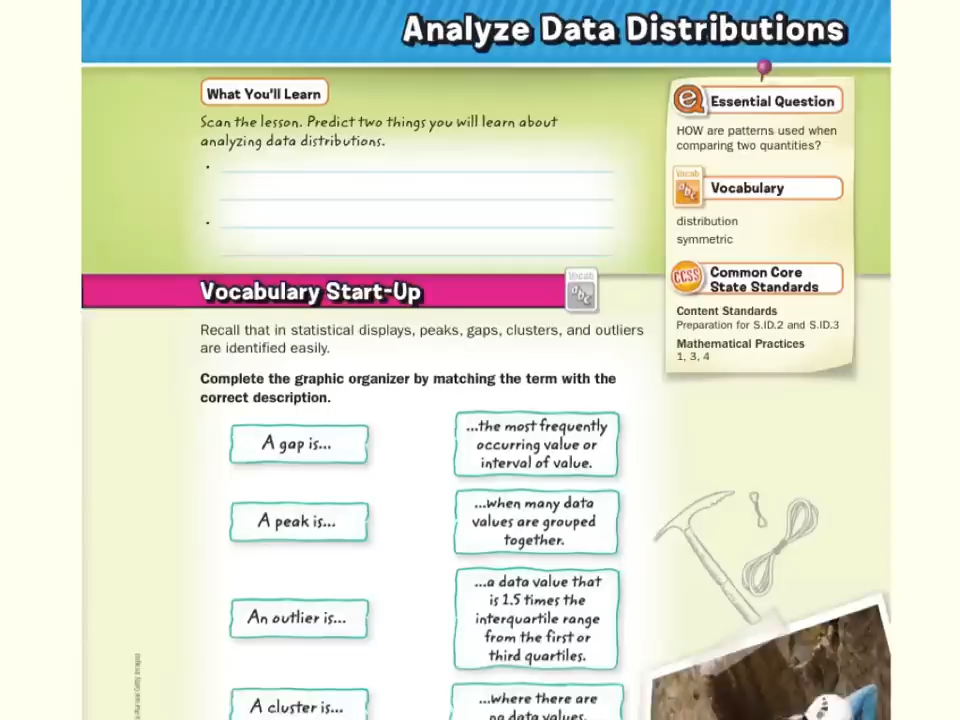 Analyze Data Distributions
What You'll Learn
Scan the lesson. Predict two things you will learn about
analyzing data distributions.
Essential Question
HOW are patterns used when
comparing two quantities?
Vocab
abc
Vocabulary
distribution
symmetric
CCSS
Common Core
State Standards
Content Standards
Preparation for S.ID.2 and S.ID.3
Mathematical Practices
1, 3, 4
Vocabulary Start-Up
Vocab
abc
Recall that in statistical displays, peaks, gaps, clusters, and outliers
are identified easily.
Complete the graphic organizer by matching the term with the
correct description.
A gap is...
...the most frequently
occurring value or
interval of value.
A peak is...
...when many data
values are grouped
together.
An outlier is...
...a data value that
is 1.5 times the
interquartile range
from the first or
third quartiles.
A cluster is...
...where there are
no data values.